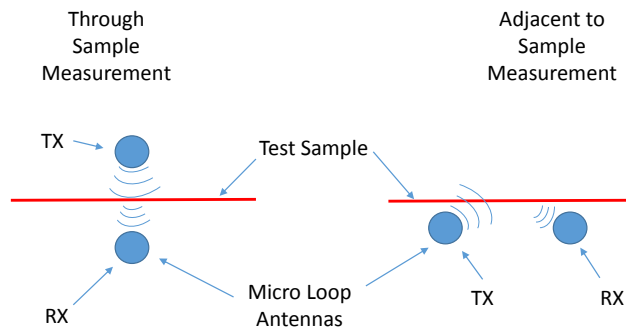 Through
Sample
Measurement
Adjacent to
Sample
Measurement
TX
Test Sample
RX
Micro Loop
Antennas
TX
RX